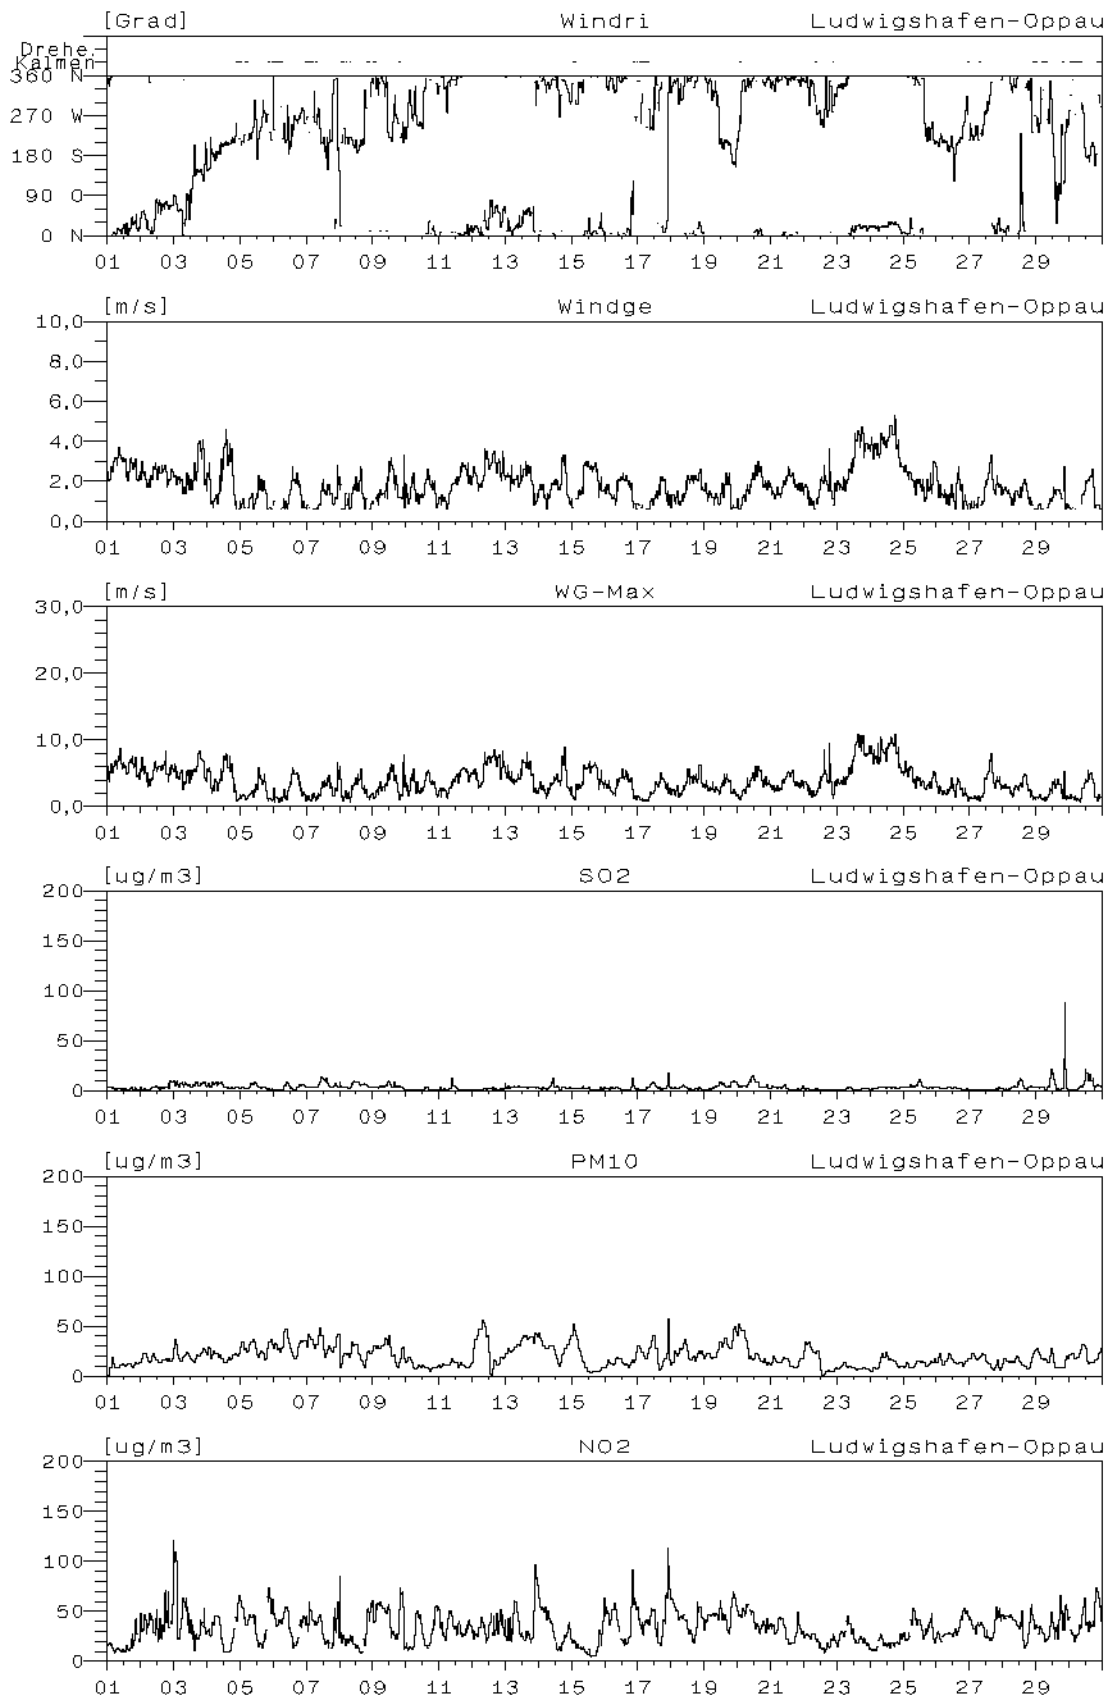 [Grad] Windri Ludwigshafen-Oppau
Drehe.
Kalmen
360 N
270 W
180 S
90 O
0 N
01 03 05 07 09 11 13 15 17 19 21 23 25 27 29
[m/s] Windge Ludwigshafen-Oppau
10,0
8,0
6,0
4,0
2,0
0,0
01 03 05 07 09 11 13 15 17 19 21 23 25 27 29
[m/s] WG-Max Ludwigshafen-Oppau
30,0
20,0
10,0
0,0
01 03 05 07 09 11 13 15 17 19 21 23 25 27 29
[ug/m3] SO2 Ludwigshafen-Oppau
200
150
100
50
0
01 03 05 07 09 11 13 15 17 19 21 23 25 27 29
[ug/m3] PM10 Ludwigshafen-Oppau
200
150
100
50
0
01 03 05 07 09 11 13 15 17 19 21 23 25 27 29
[ug/m3] NO2 Ludwigshafen-Oppau
200
150
100
50
0
01 03 05 07 09 11 13 15 17 19 21 23 25 27 29